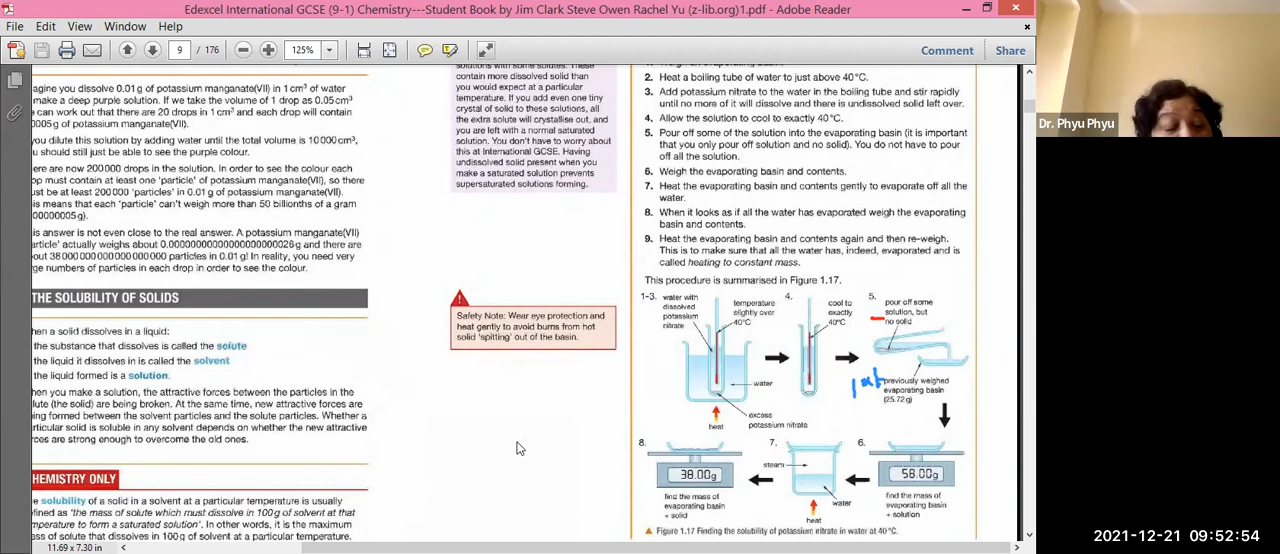 Edexcel International GCSE (9-1) Chemistry---Student Book by Jim Clark Steve Owen Rachel Yu (z-lib.org)1.pdf - Adobe Reader
File Edit View Window Help
9 / 176
125%
Comment
Share
agine you dissolve 0.01 g of potassium manganate(VII) in 1 cm³ of water
make a deep purple solution. If we take the volume of 1 drop as 0.05 cm³
can work out that there are 20 drops in 1 cm³ and each drop will contain
005 g of potassium manganate(VII).
u dilute this solution by adding water until the total volume is 10 000 cm³,
u should still just be able to see the purple colour.
ere are now 200 000 drops in the solution. In order to see the colour each
op must contain at least one 'particle' of potassium manganate(VII), so there
ust be at least 200 000 'particles' in 0.01 g of potassium manganate(VII).
is means that each 'particle' can't weigh more than 50 billionths of a gram
is answer is not even close to the real answer. A potassium manganate(VII)
article' actually weighs about
g and there are
out
particles in 0.01 g! In reality, you need very
rge numbers of particles in each drop in order to see the colour.
THE SOLUBILITY OF SOLIDS
hen a solid dissolves in a liquid:
the substance that dissolves is called the solute
the liquid it dissolves in is called the solvent
the liquid formed is a solution.
hen you make a solution, the attractive forces between the particles in the
lute (the solid) are being broken. At the same time, new attractive forces are
ing formed between the solvent particles and the solute particles. Whether a
rticular solid is soluble in any solvent depends on whether the new attractive
rces are strong enough to overcome the old ones.
HEMISTRY ONLY
e solubility of a solid in a solvent at a particular temperature is usually
fined as 'the mass of solute which must dissolve in 100 g of solvent at that
mperature to form a saturated solution'. In other words, it is the maximum
ass of solute that dissolves in 100 g of solvent at a particular temperature.
11.69 x 7.30 in
solutions with some solutes. These
contain more dissolved solid than
you would expect at a particular
temperature. If you add even one tiny
crystal of solid to these solutions, all
the extra solute will crystallise out, and
you are left with a normal saturated
solution. You don't have to worry about
this at International GCSE. Having
undissolved solid present when you
make a saturated solution prevents
supersaturated solutions forming.
Safety Note: Wear eye protection and
heat gently to avoid burns from hot
solid 'spitting' out of the basin.
2. Heat a boiling tube of water to just above 40 °C.
3. Add potassium nitrate to the water in the boiling tube and stir rapidly
until no more of it will dissolve and there is undissolved solid left over.
4. Allow the solution to cool to exactly 40 °C.
5. Pour off some of the solution into the evaporating basin (it is important
that you only pour off solution and no solid). You do not have to pour
off all the solution.
6. Weigh the evaporating basin and contents.
7. Heat the evaporating basin and contents gently to evaporate off all the
water.
8. When it looks as if all the water has evaporated weigh the evaporating
basin and contents.
9. Heat the evaporating basin and contents again and then re-weigh.
This is to make sure that all the water has, indeed, evaporated and is
called heating to constant mass.
This procedure is summarised in Figure 1.17.
1-3. water with
dissolved
potassium
nitrate
temperature
slightly over
40°C
water
excess
potassium nitrate
heat
4. cool to
exactly
40°C
5. pour off some
solution, but
no solid
previously weighed
evaporating basin
(25.72 g)
6.
58.00g
find the mass of
evaporating basin
+ solution
7.
steam
water
heat
8.
38.00g
find the mass of
evaporating basin
+ solid
Figure 1.17 Finding the solubility of potassium nitrate in water at 40 °C.
Dr. Phyu Phyu
2021-12-21 09:52:54